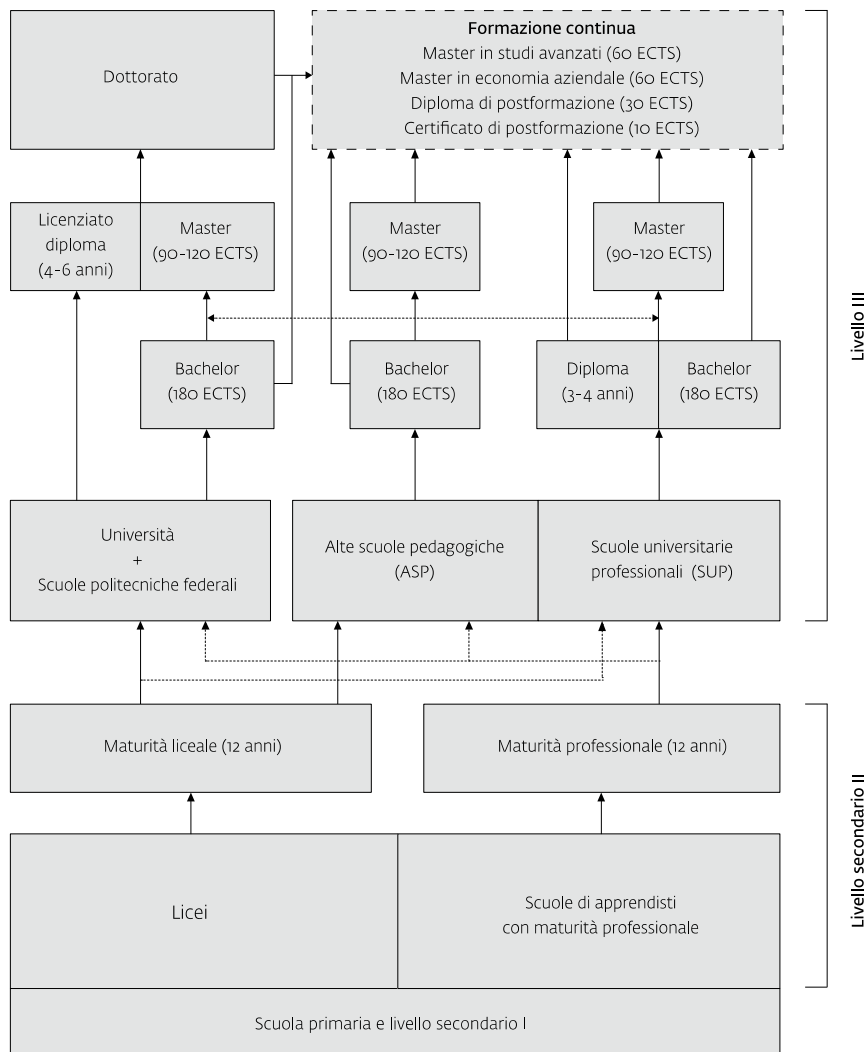 Dottorato
Formazione continua
Master in studi avanzati (60 ECTS)
Master in economia aziendale (60 ECTS)
Diploma di postformazione (30 ECTS)
Certificato di postformazione (10 ECTS)
Licenziato
diploma
(4-6 anni)
Master
(90-120 ECTS)
Master
(90-120 ECTS)
Master
(90-120 ECTS)
Bachelor
(180 ECTS)
Bachelor
(180 ECTS)
Diploma
(3-4 anni)
Bachelor
(180 ECTS)
Livello III
Università
+
Scuole politecniche federali
Alte scuole pedagogiche
(ASP)
Scuole universitarie
professionali (SUP)
Maturità liceale (12 anni)
Maturità professionale (12 anni)
Livello secondario II
Licei
Scuole di apprendisti
con maturità professionale
Scuola primaria e livello secondario I